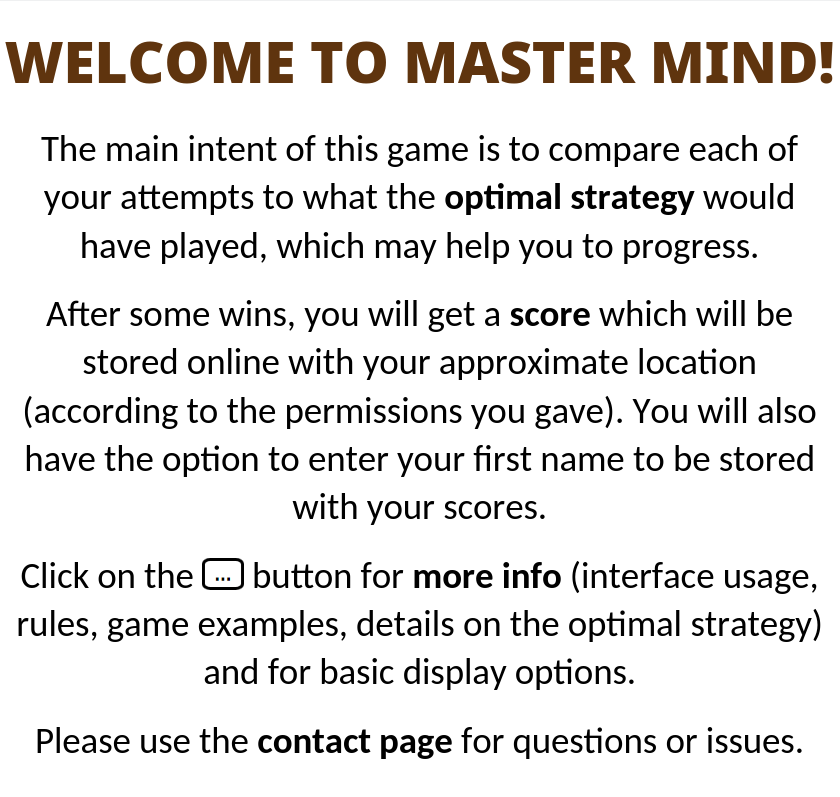 WELCOME TO MASTER MIND!
The main intent of this game is to compare each of
your attempts to what the optimal strategy would
have played, which may help you to progress.
After some wins, you will get a score which will be
stored online with your approximate location
(according to the permissions you gave). You will also
have the option to enter your first name to be stored
with your scores.
Click on the ... button for more info (interface usage,
rules, game examples, details on the optimal strategy)
and for basic display options.
Please use the contact page for questions or issues.